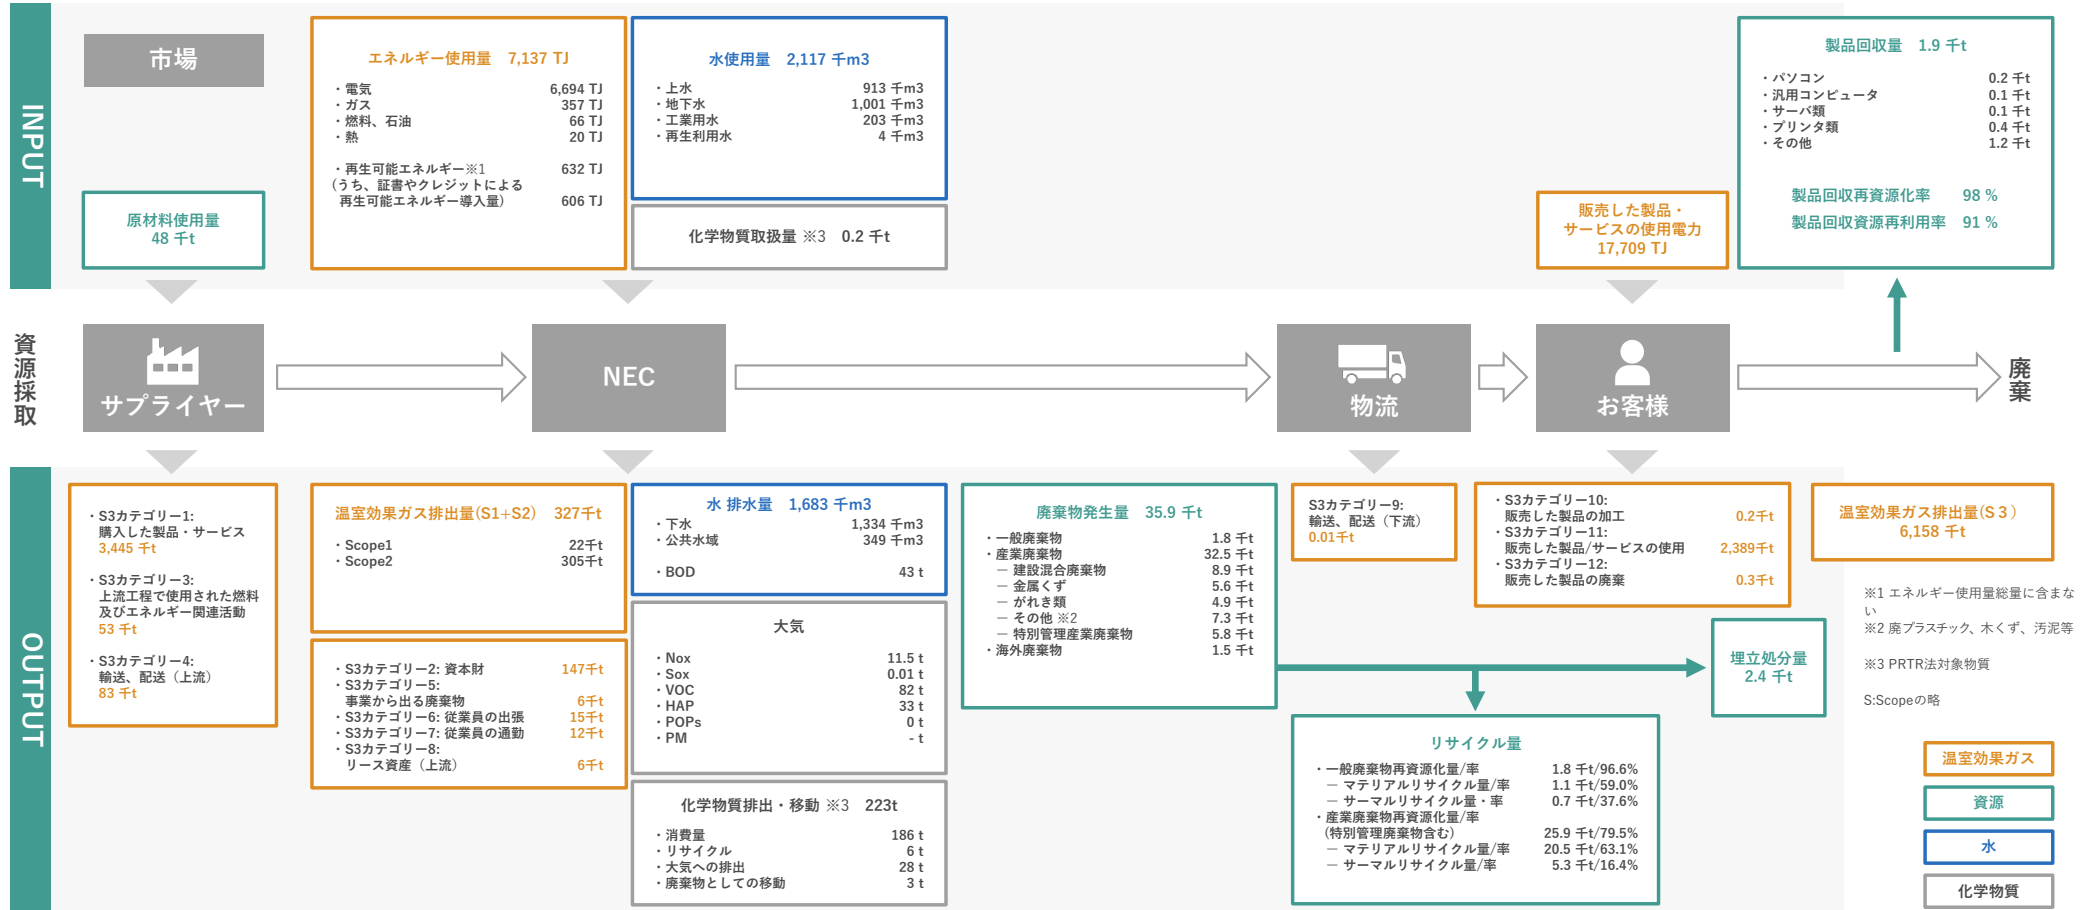 INPUT
市場
原材料使用量
48 千t
エネルギー使用量 7,137 TJ
・電気 6,694 TJ
・ガス 357 TJ
・燃料、石油 66 TJ
・熱 20 TJ
・再生可能エネルギー※1 632 TJ
(うち、証書やクレジットによる
再生可能エネルギー導入量) 606 TJ
水使用量 2,117 千m3
・上水 913 千m3
・地下水 1,001 千m3
・工業用水 203 千m3
・再生利用水 4 千m3
化学物質取扱量 ※3 0.2 千t
販売した製品・
サービスの使用電力
17,709 TJ
製品回収量 1.9 千t
・パソコン 0.2 千t
・汎用コンピュータ 0.1 千t
・サーバ類 0.1 千t
・プリンタ類 0.4 千t
・その他 1.2 千t
製品回収再資源化率 98 %
製品回収資源再利用率 91 %
資源採取
サプライヤー
NEC
物流
お客様
廃棄
OUTPUT
・S3カテゴリー1:
購入した製品・サービス
3,445 千t
・S3カテゴリー3:
上流工程で使用された燃料
及びエネルギー関連活動
53 千t
・S3カテゴリー4:
輸送、配送（上流）
83 千t
温室効果ガス排出量(S1+S2) 327千t
・Scope1 22千t
・Scope2 305千t
・S3カテゴリー2: 資本財 147千t
・S3カテゴリー5:
事業から出る廃棄物 6千t
・S3カテゴリー6: 従業員の出張 15千t
・S3カテゴリー7: 従業員の通勤 12千t
・S3カテゴリー8:
リース資産（上流） 6千t
水 排水量 1,683 千m3
・下水 1,334 千m3
・公共水域 349 千m3
・BOD 43 t
大気
・Nox 11.5 t
・Sox 0.01 t
・VOC 82 t
・HAP 33 t
・POPs 0 t
・PM - t
化学物質排出・移動 ※3 223t
・消費量 186 t
・リサイクル 6 t
・大気への排出 28 t
・廃棄物としての移動 3 t
廃棄物発生量 35.9 千t
・一般廃棄物 1.8 千t
・産業廃棄物 32.5 千t
－ 建設混合廃棄物 8.9 千t
－ 金属くず 5.6 千t
－ がれき類 4.9 千t
－ その他 ※2 7.3 千t
－ 特別管理産業廃棄物 5.8 千t
・海外廃棄物 1.5 千t
S3カテゴリー9:
輸送、配送（下流）
0.01千t
・S3カテゴリー10:
販売した製品の加工 0.2千t
・S3カテゴリー11:
販売した製品/サービスの使用 2,389千t
・S3カテゴリー12:
販売した製品の廃棄 0.3千t
温室効果ガス排出量(S３)
6,158 千t
埋立処分量
2.4 千t
リサイクル量
・一般廃棄物再資源化量/率 1.8 千t/96.6%
－ マテリアルリサイクル量/率 1.1 千t/59.0%
－ サーマルリサイクル量・率 0.7 千t/37.6%
・産業廃棄物再資源化量/率
(特別管理廃棄物含む) 25.9 千t/79.5%
－ マテリアルリサイクル量/率 20.5 千t/63.1%
－ サーマルリサイクル量/率 5.3 千t/16.4%
※1 エネルギー使用量総量に含まな
い
※2 廃プラスチック、木くず、汚泥等
※3 PRTR法対象物質
S:Scopeの略
温室効果ガス
資源
水
化学物質